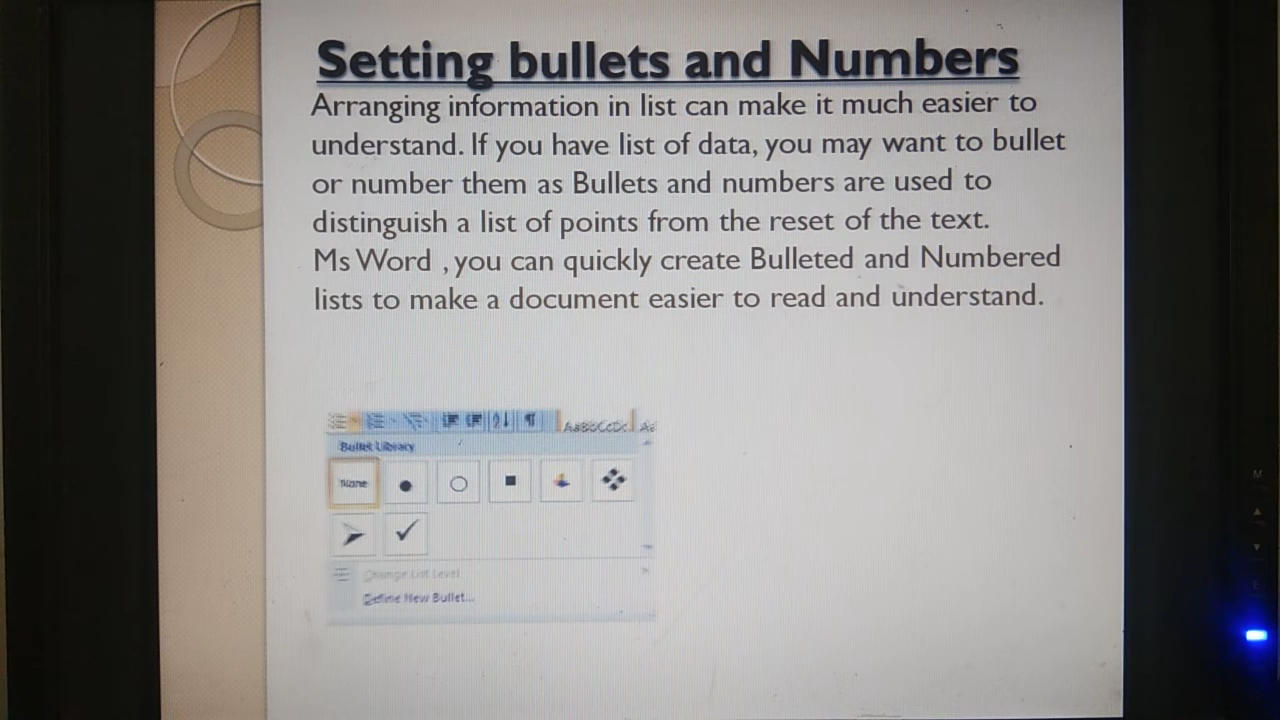 Setting bullets and Numbers
Arranging information in list can make it much easier to
understand. If you have list of data, you may want to bullet
or number them as Bullets and numbers are used to
distinguish a list of points from the reset of the text.
Ms Word , you can quickly create Bulleted and Numbered
lists to make a document easier to read and understand.
AaBbCcDc
Bullet Library
None
Change List Level
Define New Bullet...
M